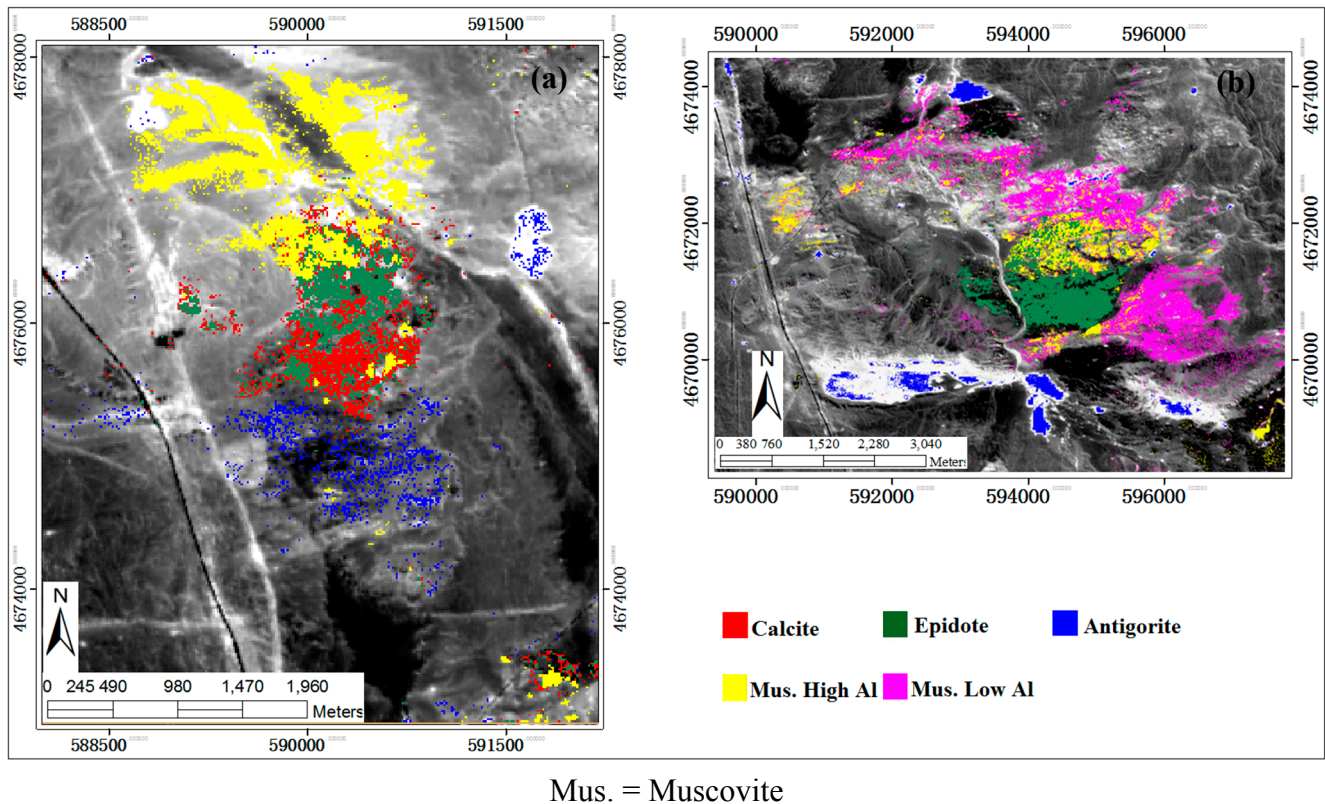 588500 590000 591500
4678000 4678000
(a)
4676000 4676000
4674000 4674000
N
0 245 490 980 1,470 1,960
Meters
588500 590000 591500
590000 592000 594000 596000
4674000 4674000
(b)
4672000 4672000
4670000 4670000
N
0 380 760 1,520 2,280 3,040
Meters
590000 592000 594000 596000
Calcite Epidote Antigorite
Mus. High Al Mus. Low Al
Mus. = Muscovite